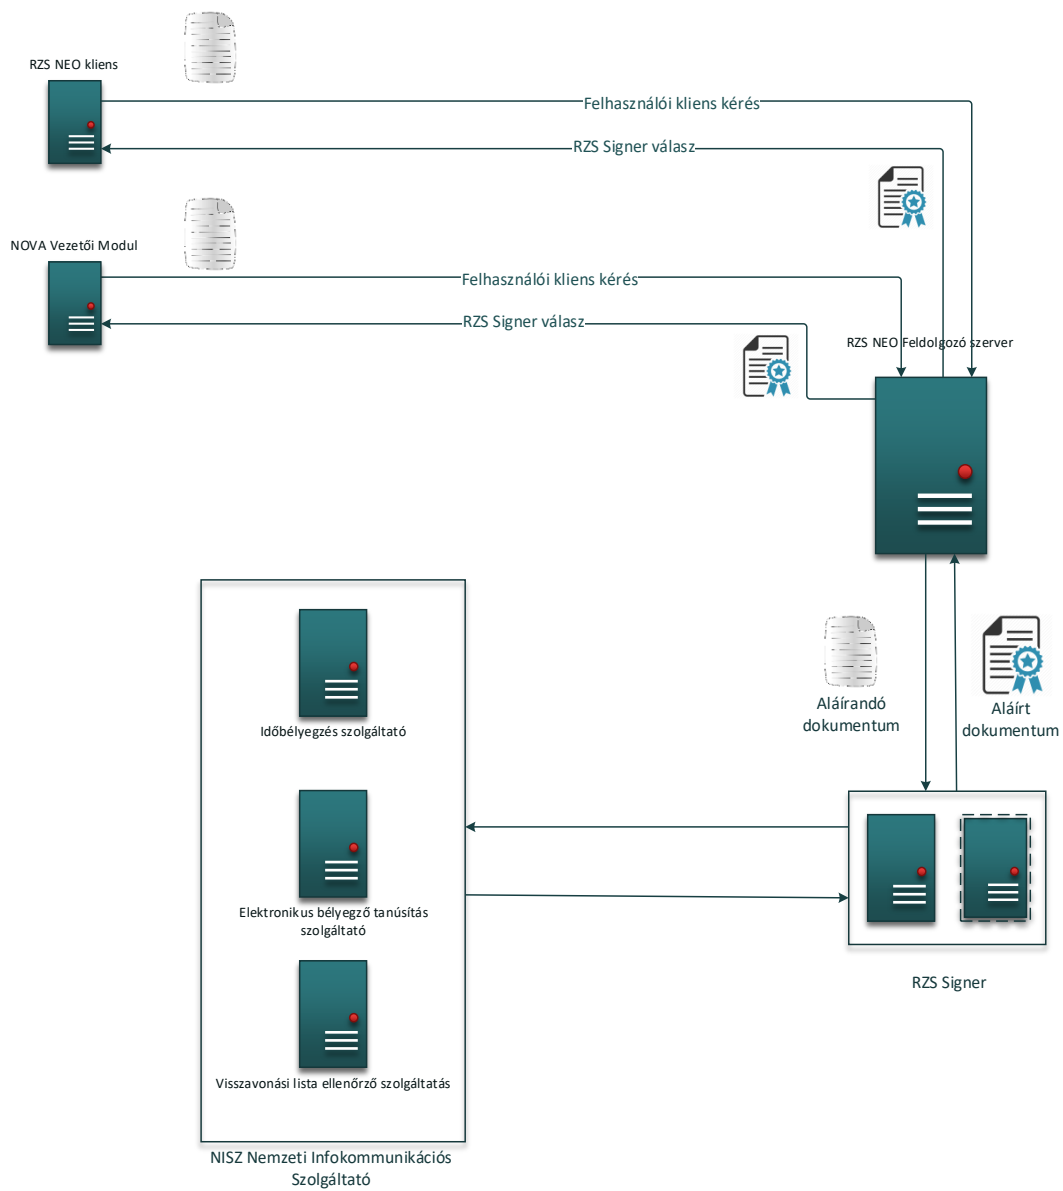 RZS NEO kliens
Felhasználói kliens kérés
RZS Signer válasz
NOVA Vezetői Modul
Felhasználói kliens kérés
RZS Signer válasz
RZS NEO Feldolgozó szerver
Aláírandó
dokumentum
Aláírt
dokumentum
Időbélyegzés szolgáltató
Elektronikus bélyegző tanúsítás
szolgáltató
RZS Signer
Visszavonási lista ellenőrző szolgáltatás
NISZ Nemzeti Infokommunikációs
Szolgáltató